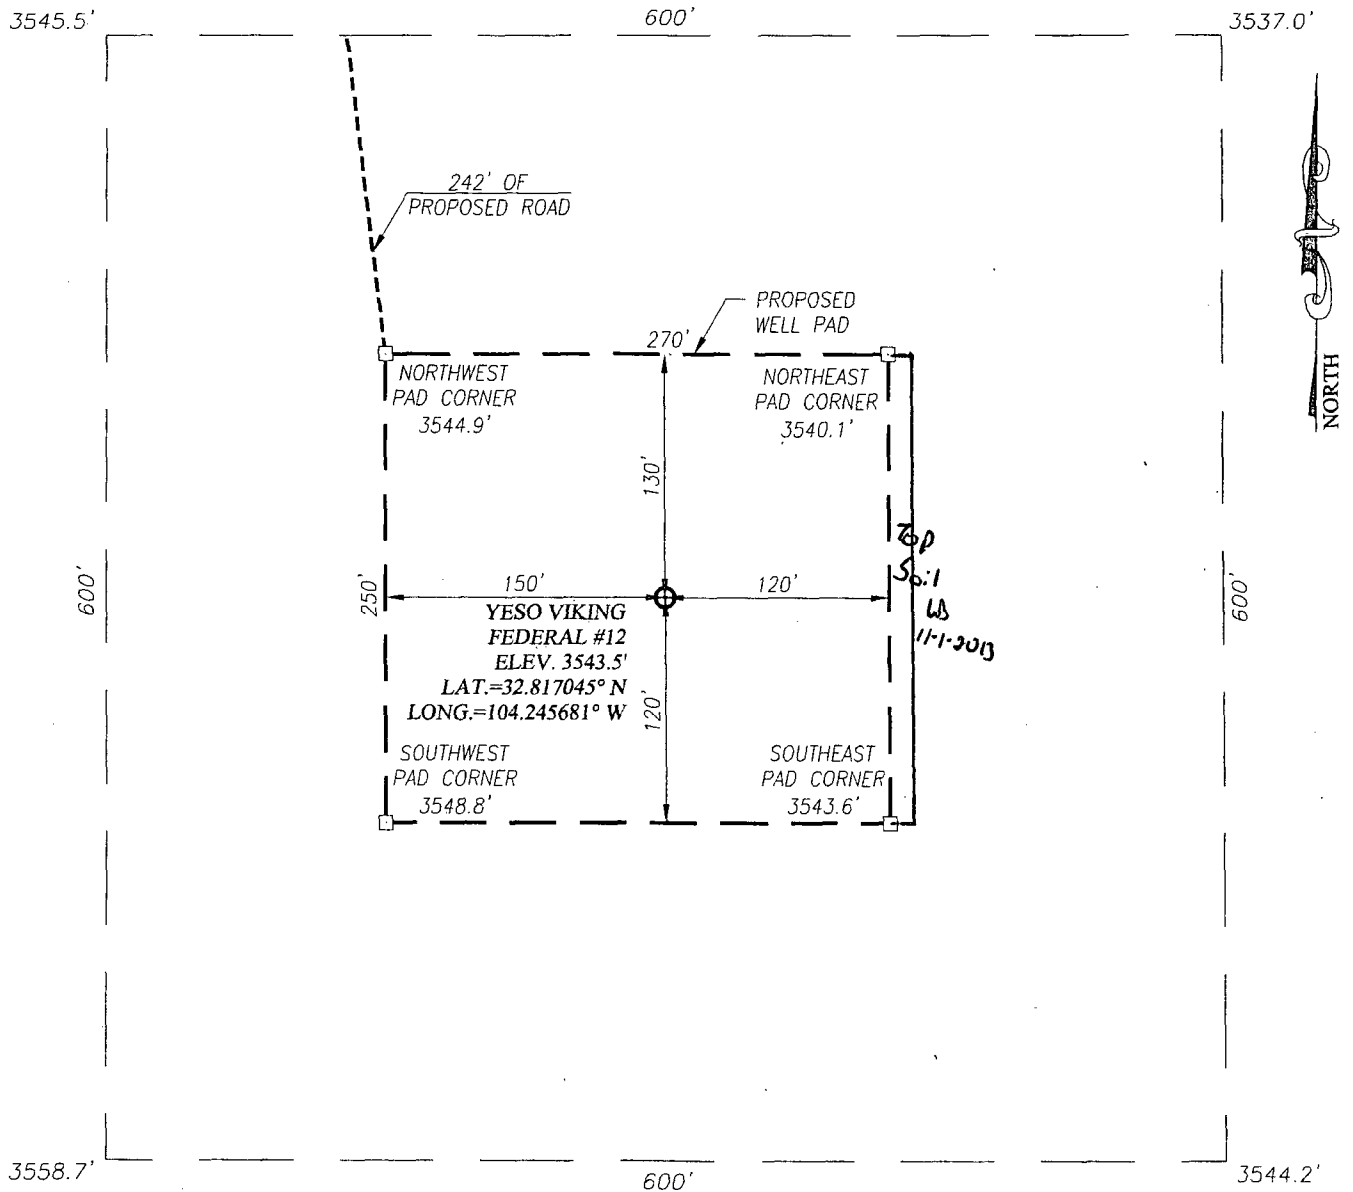 3545.5'
600'
3537.0'
242' OF
PROPOSED ROAD
PROPOSED
WELL PAD
270'
NORTH
NORTHWEST
PAD CORNER
3544.9'
NORTHEAST
PAD CORNER
3540.1'
130'
Top
Soil
11-1-2013
600'
250'
150'
120'
600'
YESO VIKING
FEDERAL #12
ELEV. 3543.5'
LAT.=32.817045° N
LONG.=104.245681° W
120'
SOUTHWEST
PAD CORNER
3548.8'
SOUTHEAST
PAD CORNER
3543.6'
3558.7'
600'
3544.2'